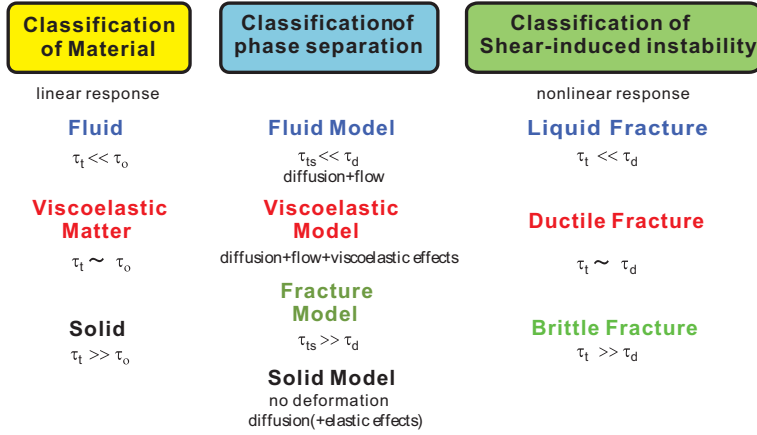 Classification
of Material
linear response
Fluid
τt << τo
Viscoelastic
Matter
τt ~ τo
Solid
τt >> τo
Classification of
phase separation
Fluid Model
τts << τd
diffusion+flow
Viscoelastic
Model
diffusion+flow+viscoelastic effects
Fracture
Model
τts >> τd
Solid Model
no deformation
diffusion(+elastic effects)
Classification of
Shear-induced instability
nonlinear response
Liquid Fracture
τt << τd
Ductile Fracture
τt ~ τd
Brittle Fracture
τt >> τd